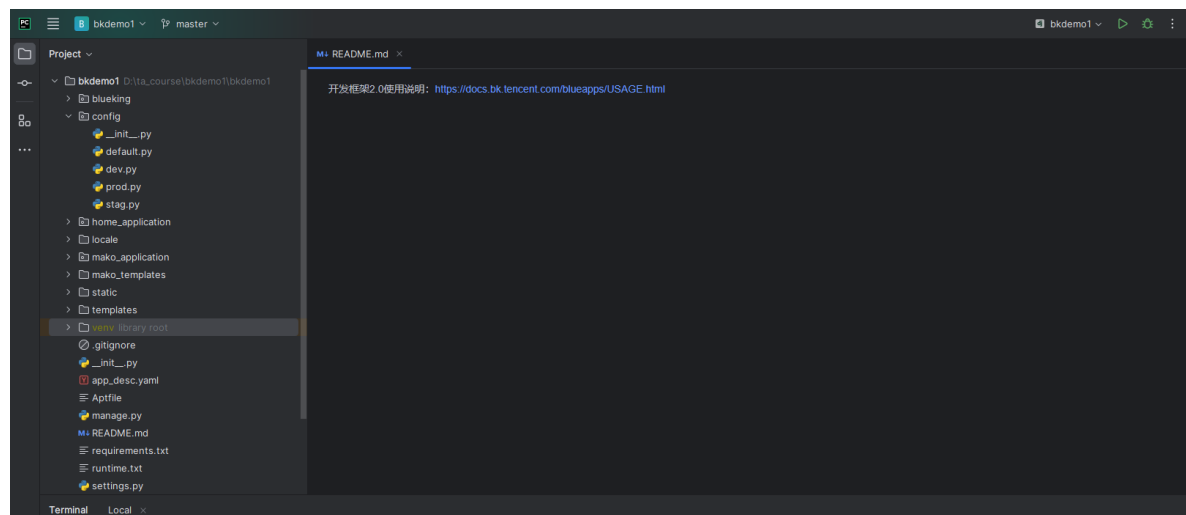 PC B bkdemo1 master bkdemo1
Project
README.md
bkdemo1 D:\ta_course\bkdemo1\bkdemo1
开发框架2.0使用说明：https://docs.bk.tencent.com/blueapps/USAGE.html
blueking
config
__init__.py
default.py
dev.py
prod.py
stag.py
home_application
locale
mako_application
mako_templates
static
templates
venv library root
.gitignore
__init__.py
app_desc.yaml
Aptfile
manage.py
README.md
requirements.txt
runtime.txt
settings.py
Terminal Local